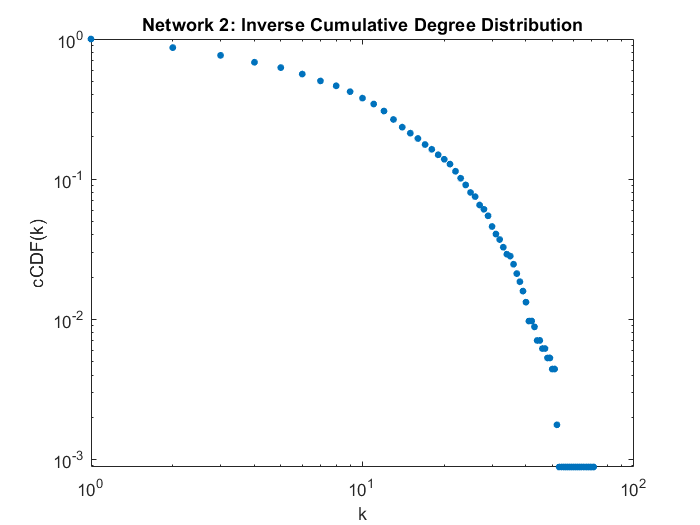 Network 2: Inverse Cumulative Degree Distribution
10^0
10^-1
10^-2
10^-3
cCDF(k)
10^0 10^1 10^2
k